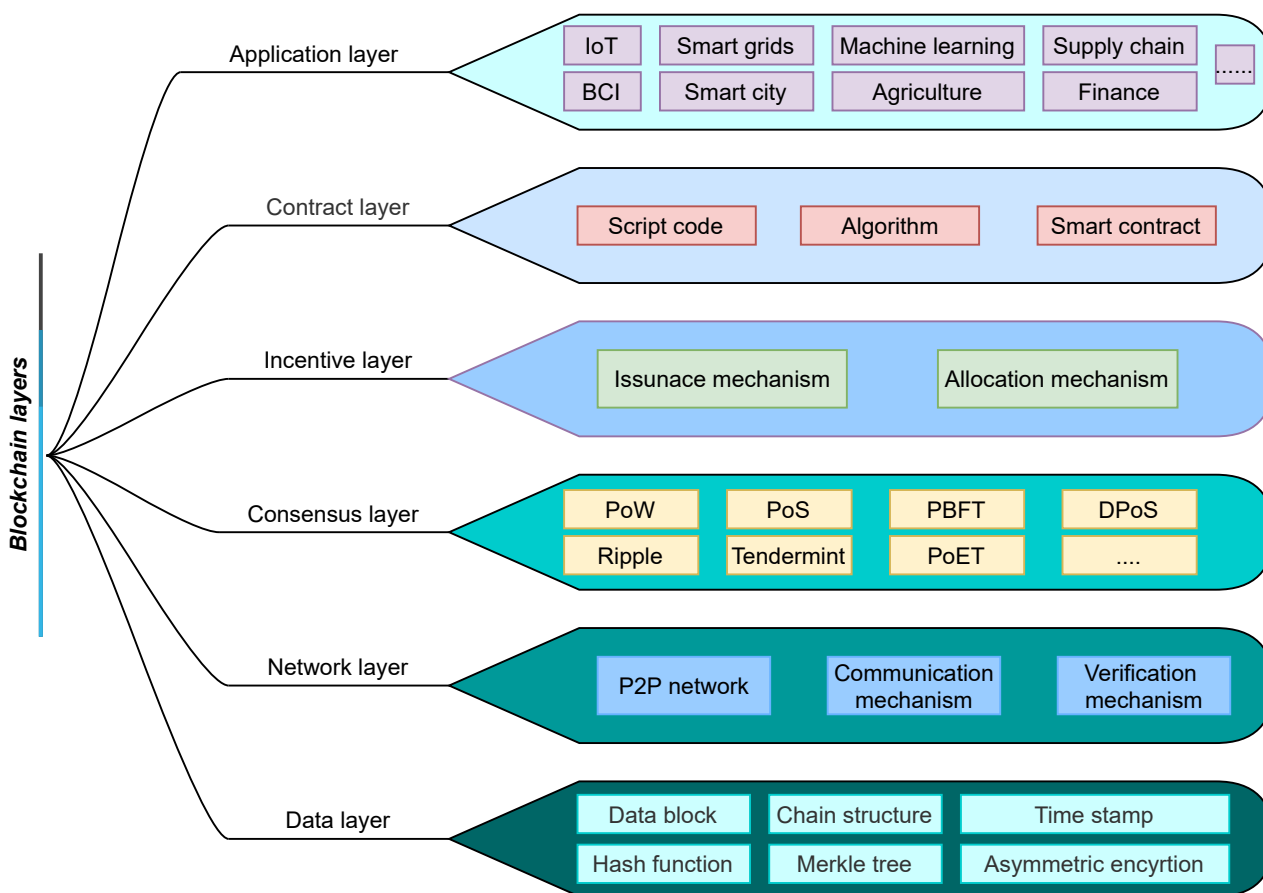 Blockchain layers
Application layer
IoT
Smart grids
Machine learning
Supply chain
......
BCI
Smart city
Agriculture
Finance
Contract layer
Script code
Algorithm
Smart contract
Incentive layer
Issunace mechanism
Allocation mechanism
Consensus layer
PoW
PoS
PBFT
DPoS
Ripple
Tendermint
PoET
....
Network layer
P2P network
Communication
mechanism
Verification
mechanism
Data layer
Data block
Chain structure
Time stamp
Hash function
Merkle tree
Asymmetric encyrtion